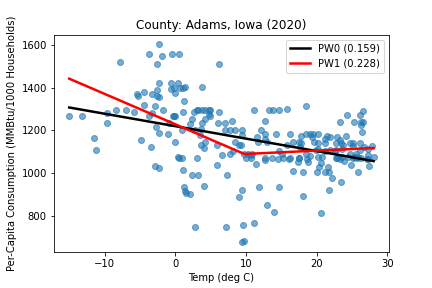 County: Adams, Iowa (2020)
Per-Capita Consumption (MMBtu/1000 Households)
1600
1400
1200
1000
800
PW0 (0.159)
PW1 (0.228)
−10 0 10 20 30
Temp (deg C)